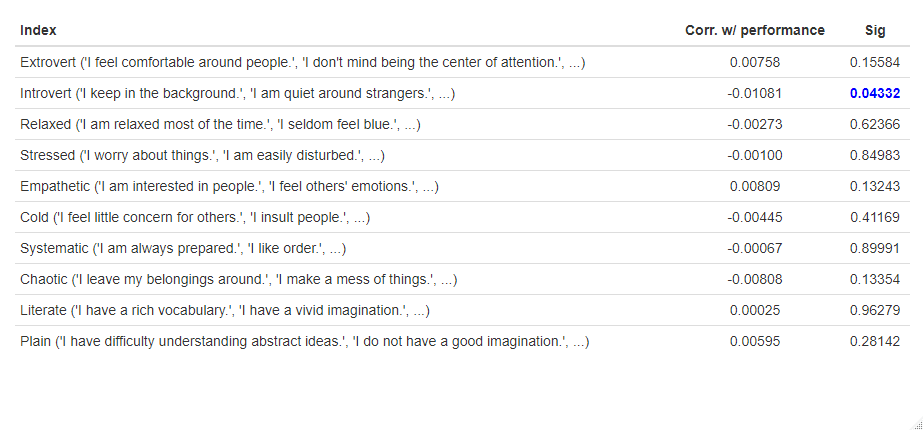 Index Corr. w/ performance Sig
Extrovert ('I feel comfortable around people.', 'I don't mind being the center of attention.', ...) 0.00758 0.15584
Introvert ('I keep in the background.', 'I am quiet around strangers.', ...) -0.01081 0.04332
Relaxed ('I am relaxed most of the time.', 'I seldom feel blue.', ...) -0.00273 0.62366
Stressed ('I worry about things.', 'I am easily disturbed.', ...) -0.00100 0.84983
Empathetic ('I am interested in people.', 'I feel others' emotions.', ...) 0.00809 0.13243
Cold ('I feel little concern for others.', 'I insult people.', ...) -0.00445 0.41169
Systematic ('I am always prepared.', 'I like order.', ...) -0.00067 0.89991
Chaotic ('I leave my belongings around.', 'I make a mess of things.', ...) -0.00808 0.13354
Literate ('I have a rich vocabulary.', 'I have a vivid imagination.', ...) 0.00025 0.96279
Plain ('I have difficulty understanding abstract ideas.', 'I do not have a good imagination.', ...) 0.00595 0.28142